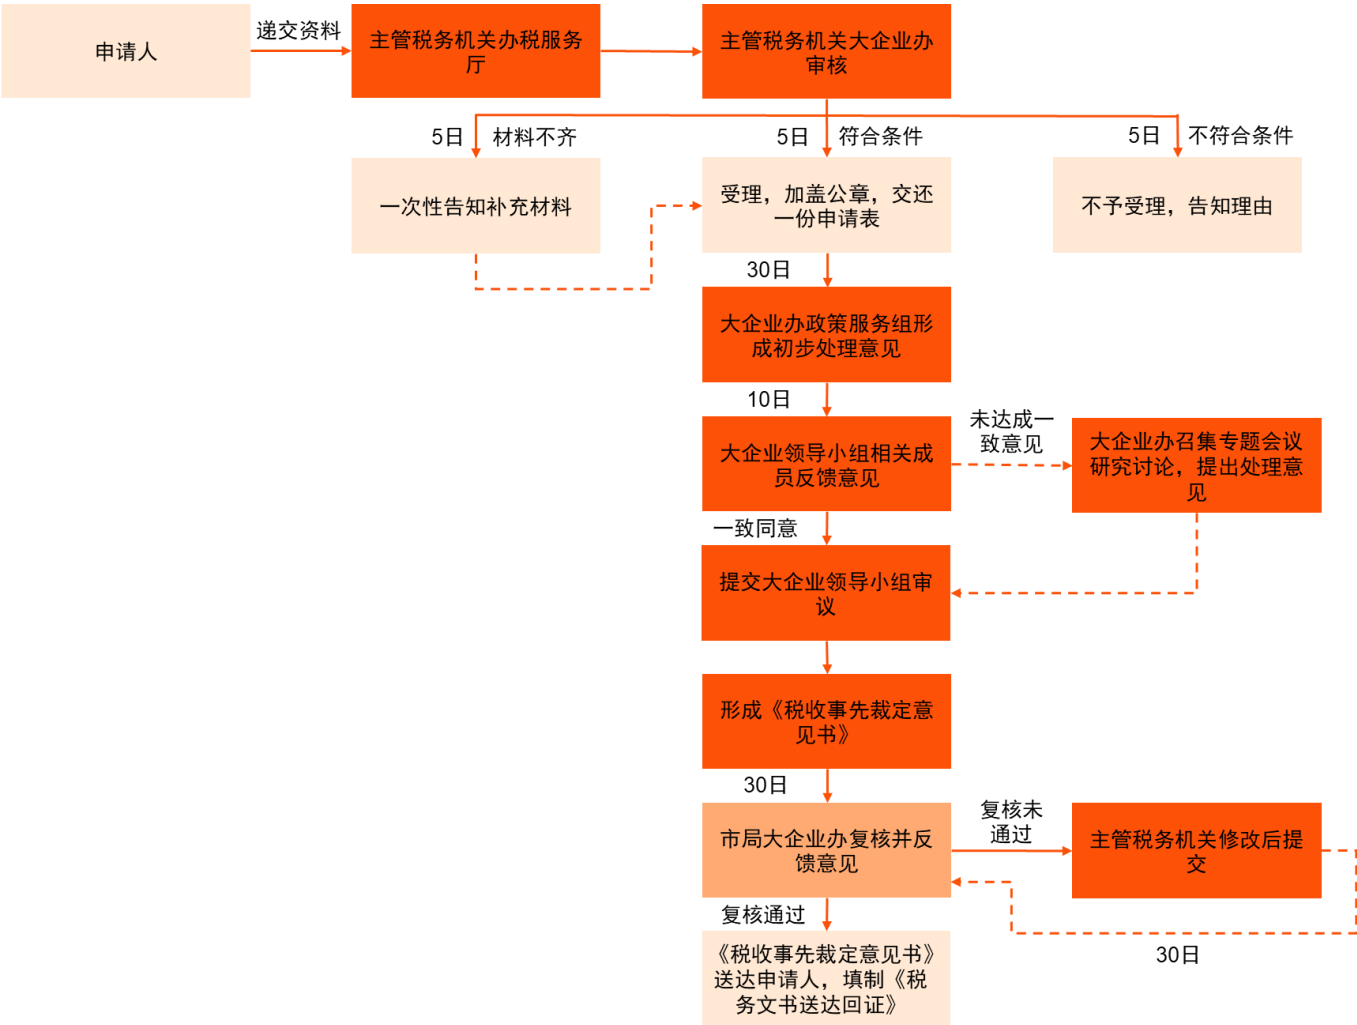 申请人
递交资料
主管税务机关办税服务
厅
主管税务机关大企业办
审核
5日
材料不齐
5日
符合条件
5日
不符合条件
一次性告知补充材料
受理，加盖公章，交还
一份申请表
不予受理，告知理由
30日
大企业办政策服务组形
成初步处理意见
10日
大企业领导小组相关成
员反馈意见
未达成一
致意见
大企业办召集专题会议
研究讨论，提出处理意
见
一致同意
提交大企业领导小组审
议
形成《税收事先裁定意
见书》
30日
市局大企业办复核并反
馈意见
复核未
通过
主管税务机关修改后提
交
复核通过
30日
《税收事先裁定意见书》
送达申请人，填制《税
务文书送达回证》